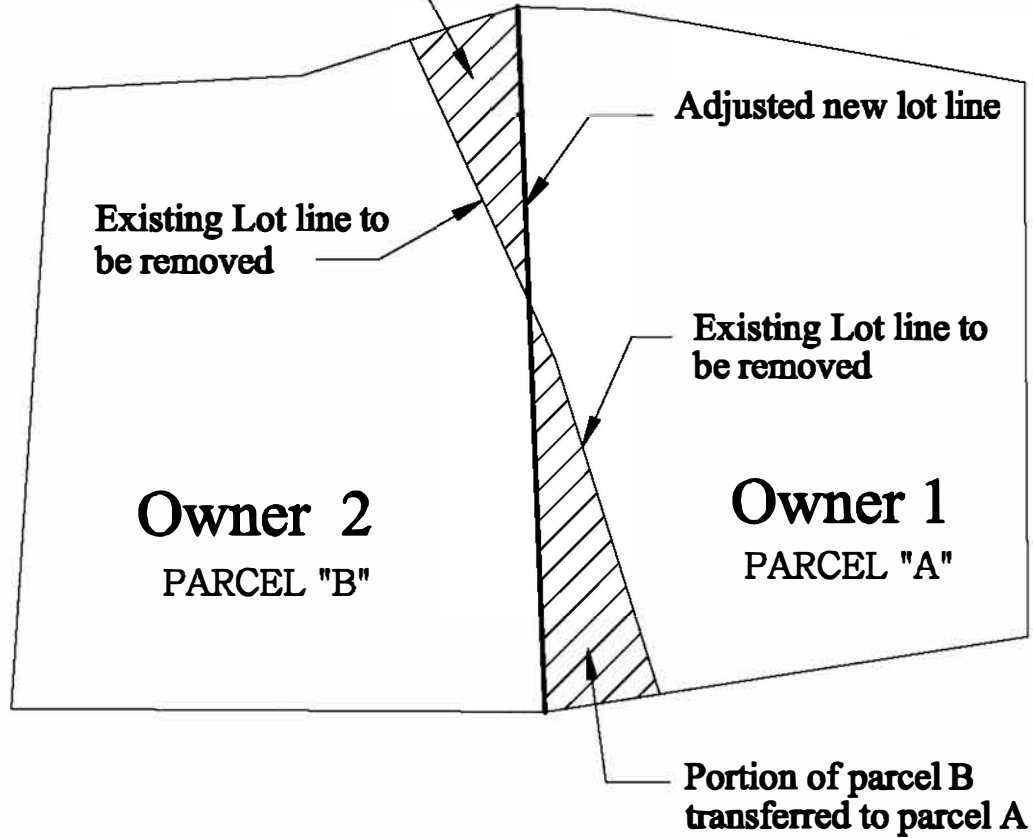 Adjusted new lot line
Existing Lot line to
be removed
Existing Lot line to
be removed
Owner 2
PARCEL "B"
Owner 1
PARCEL "A"
Portion of parcel B
transferred to parcel A